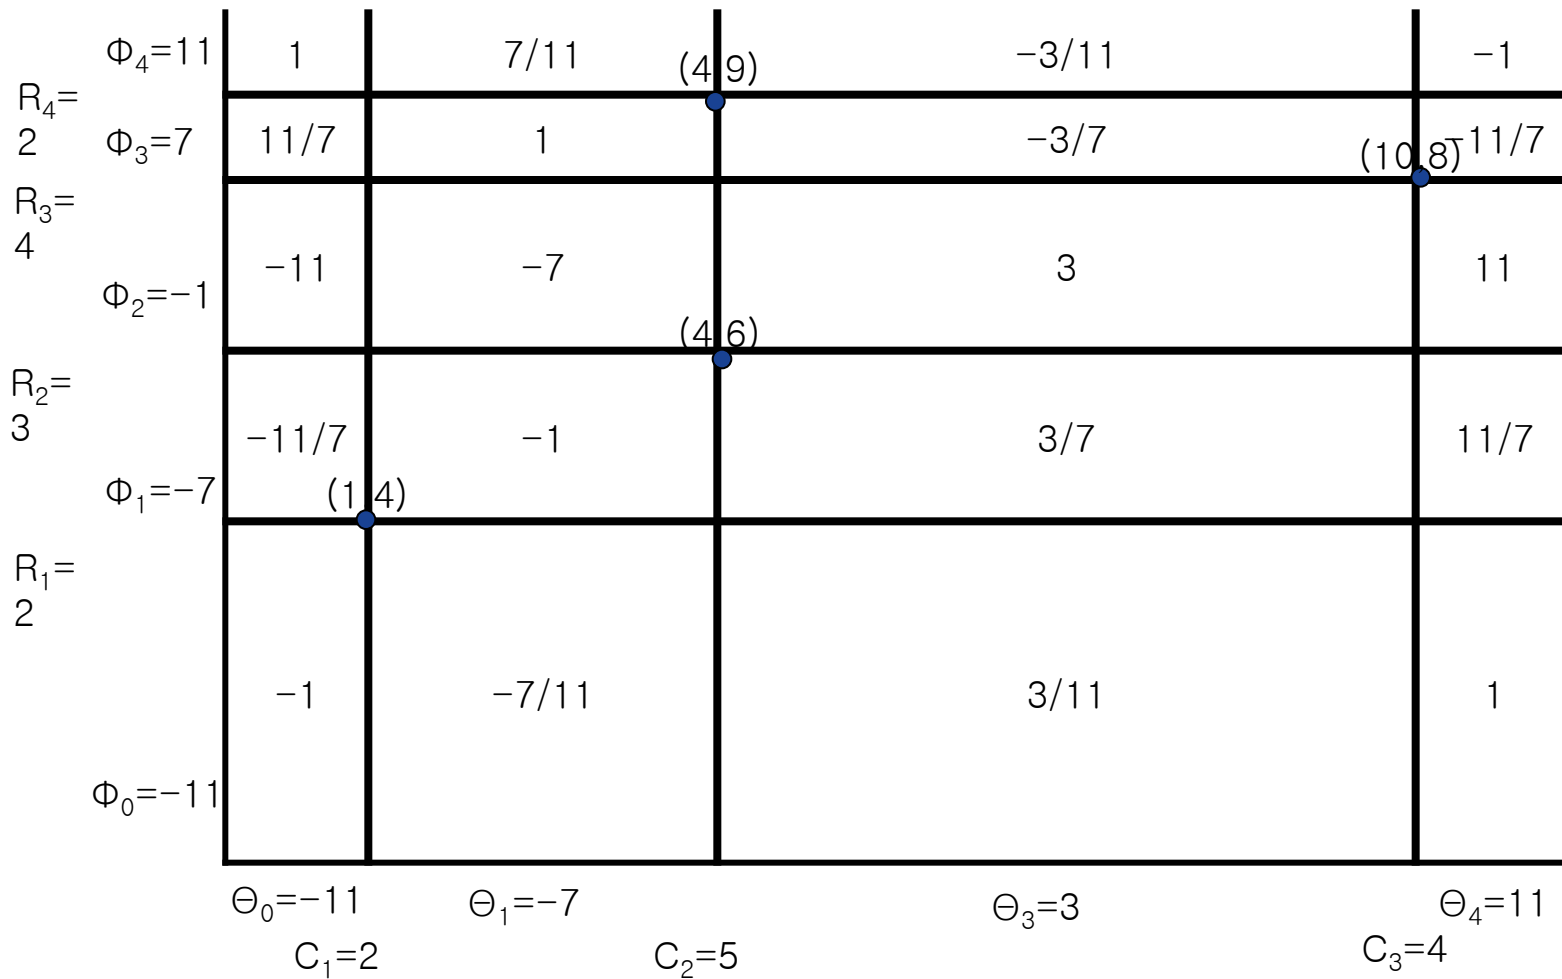 Φ₄=11 1 7/11 (4,9) −3/11 −1
R₄=
2
Φ₃=7 11/7 1 −3/7 (10,8) −11/7
R₃=
4
−11 −7 3 11
Φ₂=−1
(4,6)
R₂=
3
−11/7 −1 3/7 11/7
Φ₁=−7 (1,4)
R₁=
2
−1 −7/11 3/11 1
Φ₀=−11
Θ₀=−11 Θ₁=−7 Θ₃=3 Θ₄=11
C₁=2 C₂=5 C₃=4